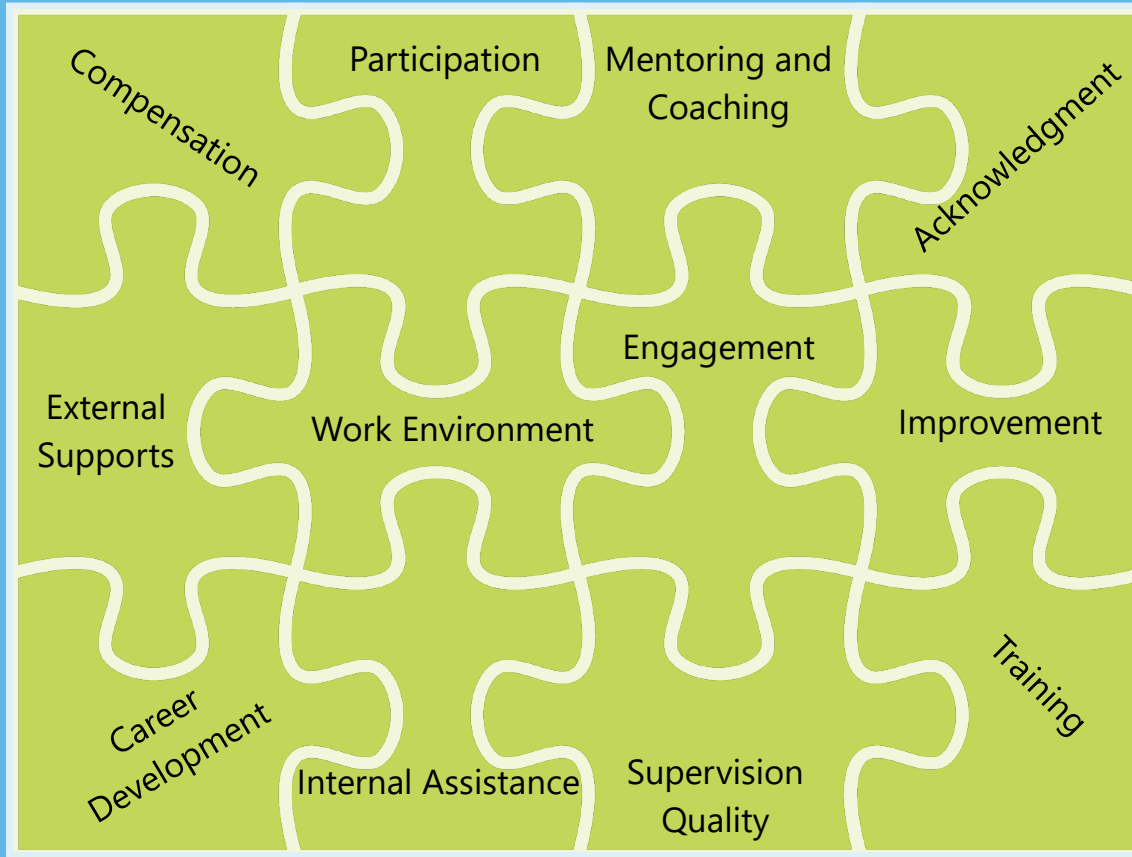 Compensation
Participation
Mentoring and
Coaching
Acknowledgment
External
Supports
Work Environment
Engagement
Improvement
Career
Development
Internal Assistance
Supervision
Quality
Training